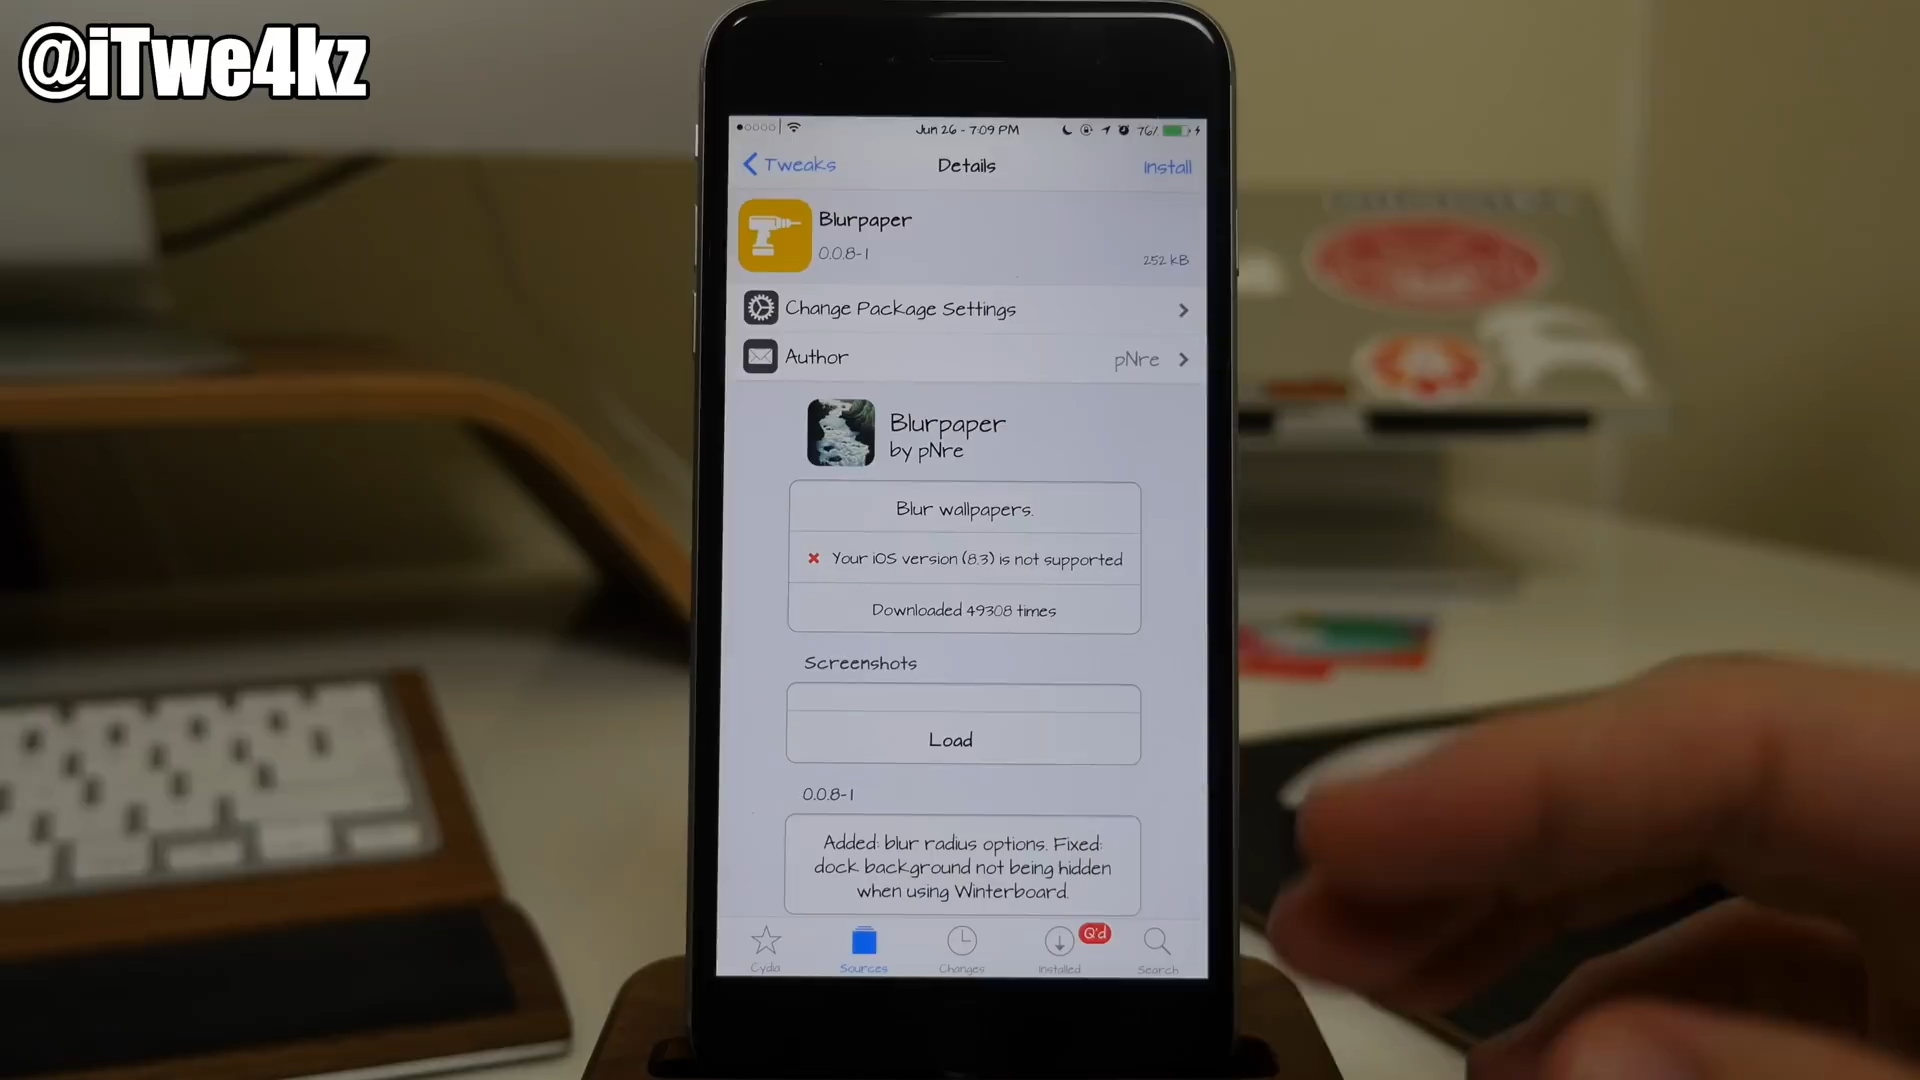 @iTwe4kz
Jun 26 - 7:09 PM
76%
Tweaks
Details
Install
Blurpaper
0.0.8-1
252 kB
Change Package Settings
Author
pNre
Blurpaper
by pNre
Blur wallpapers.
Your iOS version (8.3) is not supported
Downloaded 49308 times
Screenshots
Load
0.0.8-1
Added: blur radius options. Fixed:
dock background not being hidden
when using Winterboard.
Q'd
Cydia
Sources
Changes
Installed
Search